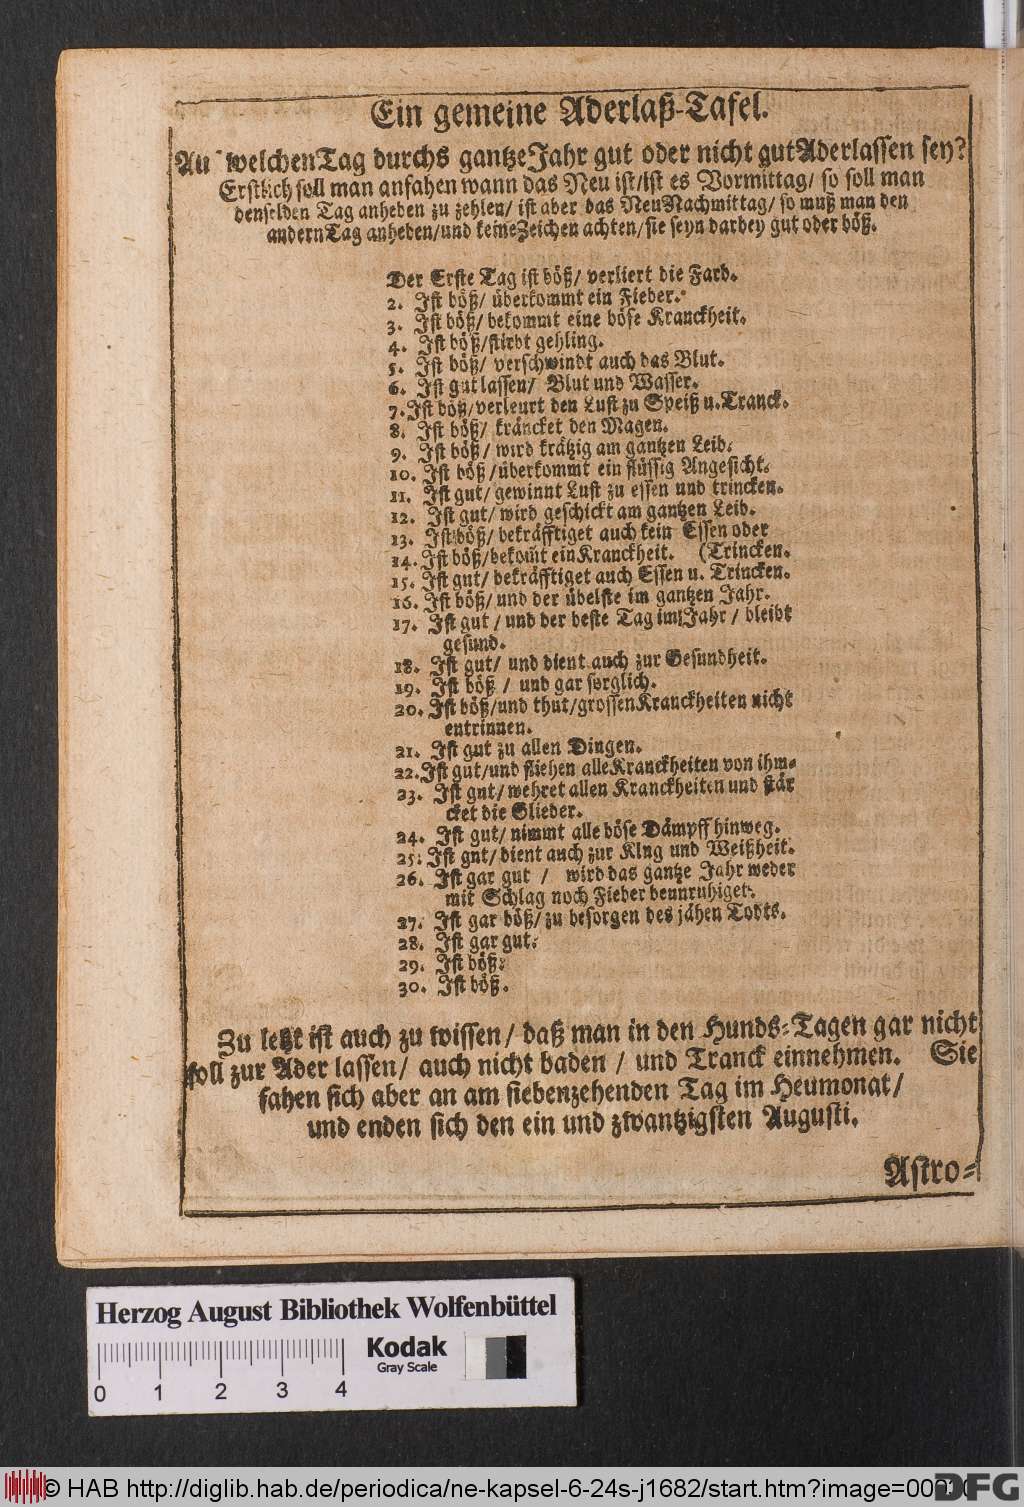 Ein gemeine Aderlaß-Tafel.
An welchen Tag durchs gantze Jahr gut oder nicht gut Aderlassen sey?
Erstlich soll man anfahen wann das Neu ist/ ist es Vormittag/ so soll man
denselben Tag anheben zu zehlen/ ist aber das Neu Nachmittag/ so muß man den
andern Tag anheben/ und keine Zeichen achten/ sie seyn darbey gut oder böß.
Der Erste Tag ist böß/ verliert die Farb.
2. Ist böß/ überkommt ein Fieber.
3. Ist böß/ bekommt eine böse Kranckheit.
4. Ist böß/ stirbt gehling.
5. Ist böß/ verschwindt auch das Blut.
6. Ist gut lassen/ Blut und Wasser.
7. Ist böß/ verleurt den Lust zu Speiß u. Tranck.
8. Ist böß/ kräncket den Magen.
9. Ist böß/ wird krätzig am gantzen Leib.
10. Ist böß/ überkommt ein flüssig Angesicht.
11. Ist gut/ gewinnt Lust zu essen und trincken.
12. Ist gut/ wird geschickt am gantzen Leib.
13. Ist böß/ bekräfftiget auch kein Essen oder
14. Ist böß/ bekom̃t ein Kranckheit. (Trincken.
15. Ist gut/ bekräfftiget auch Essen u. Trincken.
16. Ist böß/ und der übelste im gantzen Jahr.
17. Ist gut/ und der beste Tag im Jahr/ bleibt
gesund.
18. Ist gut/ und dient auch zur Gesundheit.
19. Ist böß/ und gar sorglich.
20. Ist böß/ und thut/ grossen Kranckheiten nicht
entrinnen.
21. Ist gut zu allen Dingen.
22. Ist gut/ und fliehen alle Kranckheiten von ihm.
23. Ist gut/ wehret allen Kranckheiten und stär
cket die Glieder.
24. Ist gut/ nimmt alle böse Dämpff hinweg.
25. Ist gut/ dient auch zur Klug und Weißheit.
26. Ist gar gut/ wird das gantze Jahr weder
mit Schlag noch Fieber beunruhiget.
27. Ist gar böß/ zu besorgen des jähen Todts.
28. Ist gar gut.
29. Ist böß.
30. Ist böß.
Zu letzt ist auch zu wissen/ daß man in den Hunds-Tagen gar nicht
soll zur Ader lassen/ auch nicht baden/ und Tranck einnehmen. Sie
fahen sich aber an am siebenzehenden Tag im Heumonat/
und enden sich den ein und zwantzigsten Augusti.
Astro-
Herzog August Bibliothek Wolfenbüttel
Kodak
Gray Scale
0 1 2 3 4
© HAB http://diglib.hab.de/periodica/ne-kapsel-6-24s-j1682/start.htm?image=00010
DFG